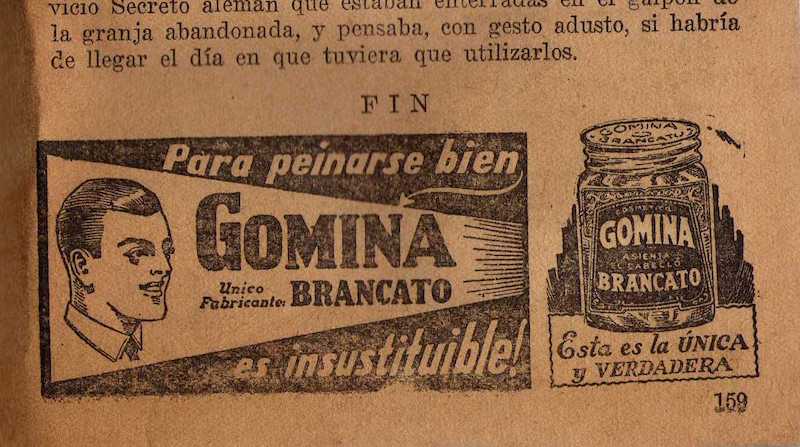 vicio Secreto alemán que estaban enterradas en el galpón de
la granja abandonada, y pensaba, con gesto adusto, si habría
de llegar el día en que tuviera que utilizarlos.
FIN
Para peinarse bien
GOMINA
Unico
Fabricante: BRANCATO
es insustituible!
GOMINA
BRANCATO
GOMINA
ASIENTA
CABELLO
BRANCATO
Esta es la ÚNICA
y VERDADERA
159